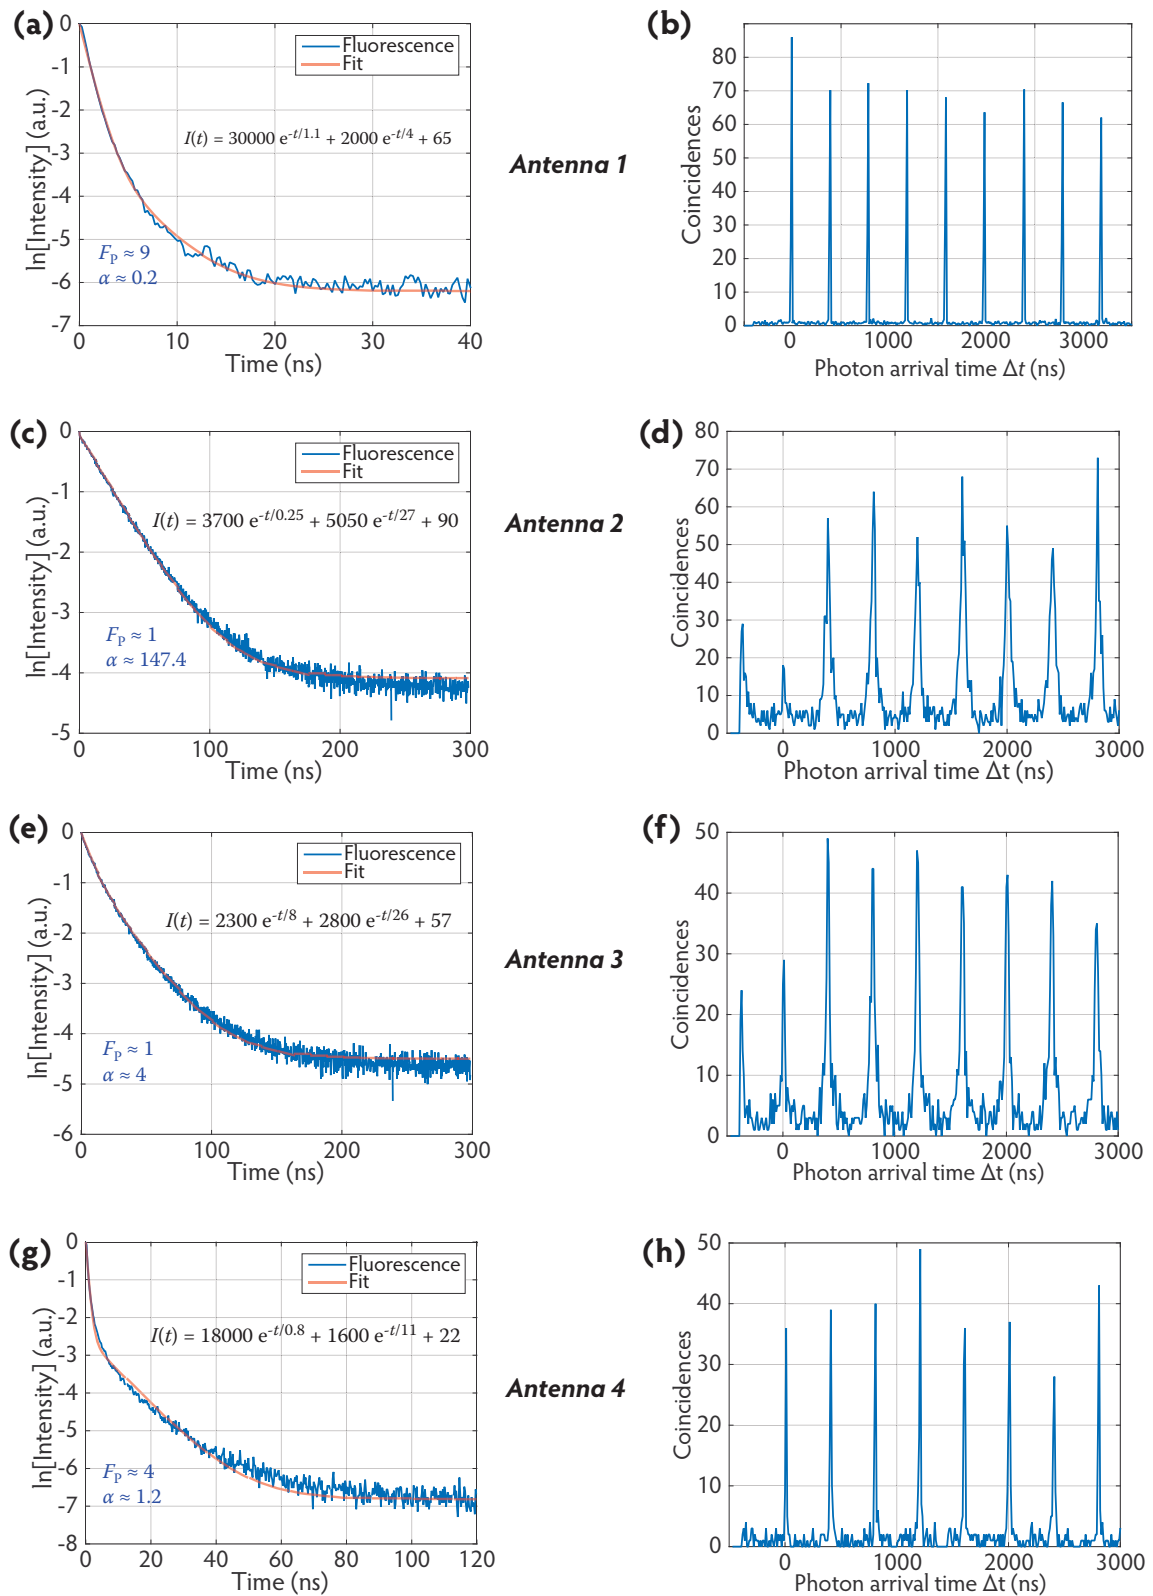 (a)
0
-1
-2
-3
-4
-5
-6
-7
ln[Intensity] (a.u.)
Fluorescence
Fit
I(t) = 30000 e^{-t/1.1} + 2000 e^{-t/4} + 65
F_P ≈ 9
α ≈ 0.2
0 10 20 30 40
Time (ns)
Antenna 1
(b)
80
70
60
50
40
30
20
10
0
Coincidences
0 1000 2000 3000
Photon arrival time Δt (ns)
(c)
0
-1
-2
-3
-4
-5
ln[Intensity] (a.u.)
Fluorescence
Fit
I(t) = 3700 e^{-t/0.25} + 5050 e^{-t/27} + 90
F_P ≈ 1
α ≈ 147.4
0 100 200 300
Time (ns)
Antenna 2
(d)
80
70
60
50
40
30
20
10
0
Coincidences
0 1000 2000 3000
Photon arrival time Δt (ns)
(e)
0
-1
-2
-3
-4
-5
-6
ln[Intensity] (a.u.)
Fluorescence
Fit
I(t) = 2300 e^{-t/8} + 2800 e^{-t/26} + 57
F_P ≈ 1
α ≈ 4
0 100 200 300
Time (ns)
Antenna 3
(f)
50
40
30
20
10
0
Coincidences
0 1000 2000 3000
Photon arrival time Δt (ns)
(g)
0
-1
-2
-3
-4
-5
-6
-7
-8
ln[Intensity] (a.u.)
Fluorescence
Fit
I(t) = 18000 e^{-t/0.8} + 1600 e^{-t/11} + 22
F_P ≈ 4
α ≈ 1.2
0 20 40 60 80 100 120
Time (ns)
Antenna 4
(h)
50
40
30
20
10
0
Coincidences
0 1000 2000 3000
Photon arrival time Δt (ns)